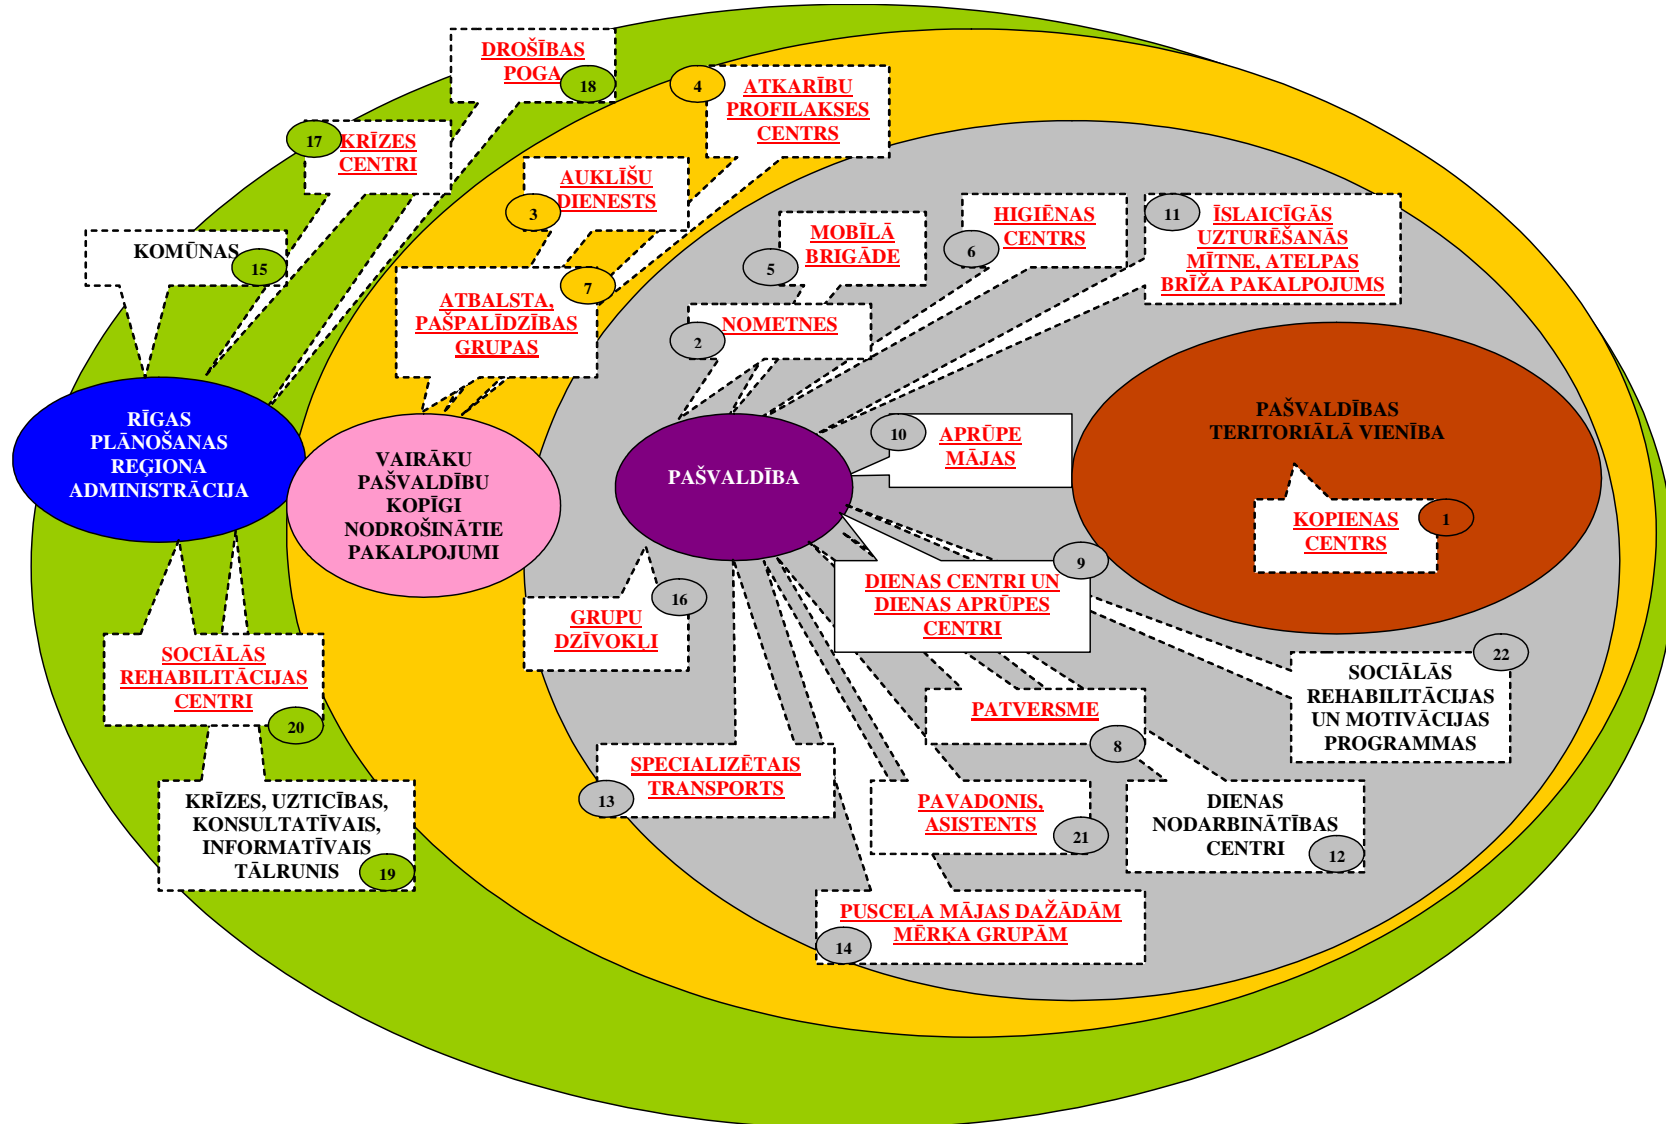 DROŠĪBAS
POGA
18
17
KRĪZES
CENTRI
4
ATKARĪBU
PROFILAKSES
CENTRS
AUKLĪŠU
DIENESTS
3
KOMŪNAS
15
ATBALSTA,
PAŠPALĪDZĪBAS
GRUPAS
7
MOBĪLĀ
BRIGĀDE
5
NOMETNES
2
HIGIĒNAS
CENTRS
6
11
ĪSLAICĪGĀS
UZTURĒŠANĀS
MĪTNE, ATELPAS
BRĪŽA PAKALPOJUMS
RĪGAS
PLĀNOŠANAS
REĢIONA
ADMINISTRĀCIJA
VAIRĀKU
PAŠVALDĪBU
KOPĪGI
NODROŠINĀTIE
PAKALPOJUMI
PAŠVALDĪBA
10
APRŪPE
MĀJAS
PAŠVALDĪBAS
TERITORIĀLĀ VIENĪBA
KOPIENAS
CENTRS
1
DIENAS CENTRI UN
DIENAS APRŪPES
CENTRI
9
GRUPU
DZĪVOKĻI
16
SOCIĀLĀS
REHABILITĀCIJAS
CENTRI
20
SOCIĀLĀS
REHABILITĀCIJAS
UN MOTIVĀCIJAS
PROGRAMMAS
22
PATVERSME
8
SPECIALIZĒTAIS
TRANSPORTS
13
PAVADONIS,
ASISTENTS
21
DIENAS
NODARBINĀTĪBAS
CENTRI
12
KRĪZES, UZTICĪBAS,
KONSULTATĪVAIS,
INFORMATĪVAIS
TĀLRUNIS
19
PUSCEĻA MĀJAS DAŽĀDĀM
MĒRĶA GRUPĀM
14